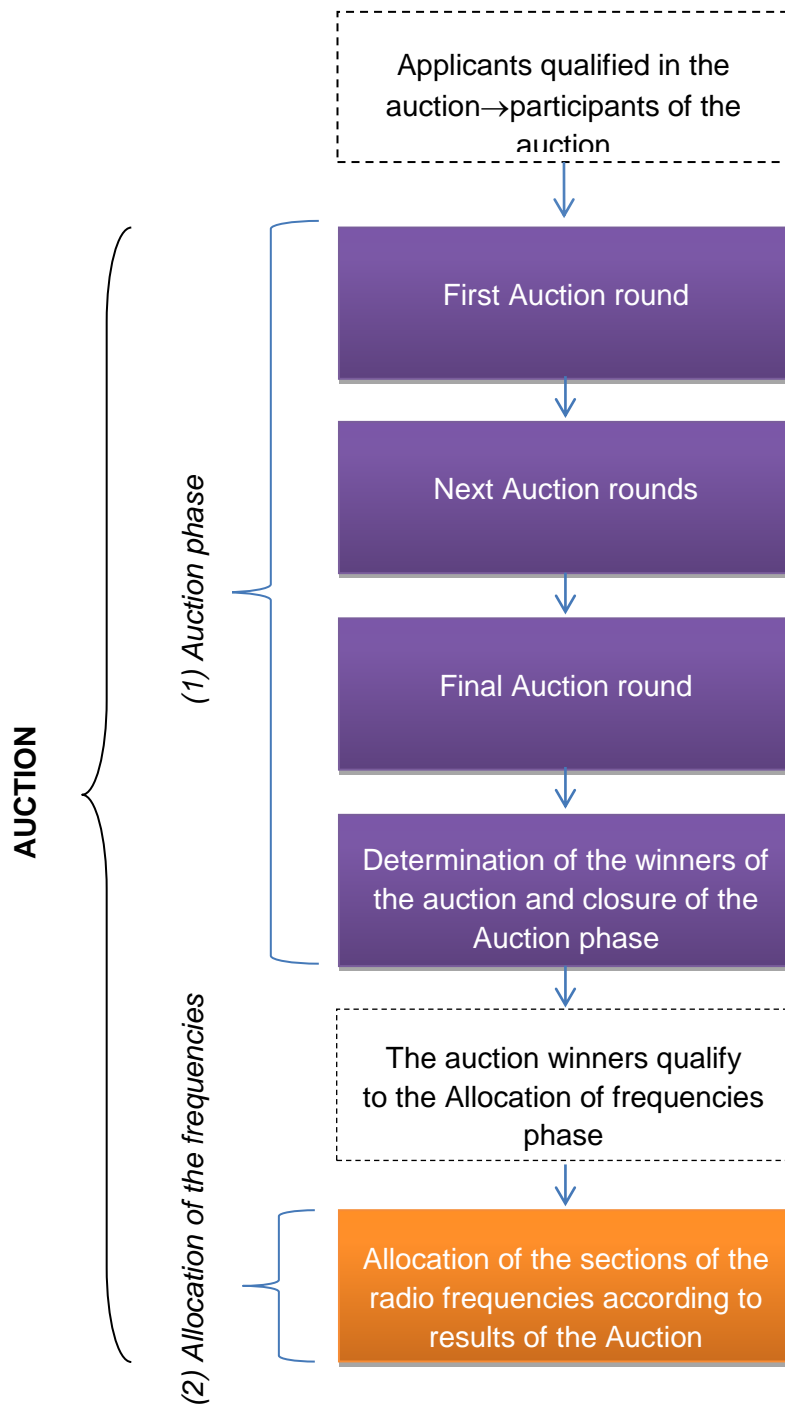 Applicants qualified in the
auction→participants of the
auction
First Auction round
Next Auction rounds
(1) Auction phase
Final Auction round
AUCTION
Determination of the winners of
the auction and closure of the
Auction phase
The auction winners qualify
to the Allocation of frequencies
phase
(2) Allocation of the frequencies
Allocation of the sections of the
radio frequencies according to
results of the Auction